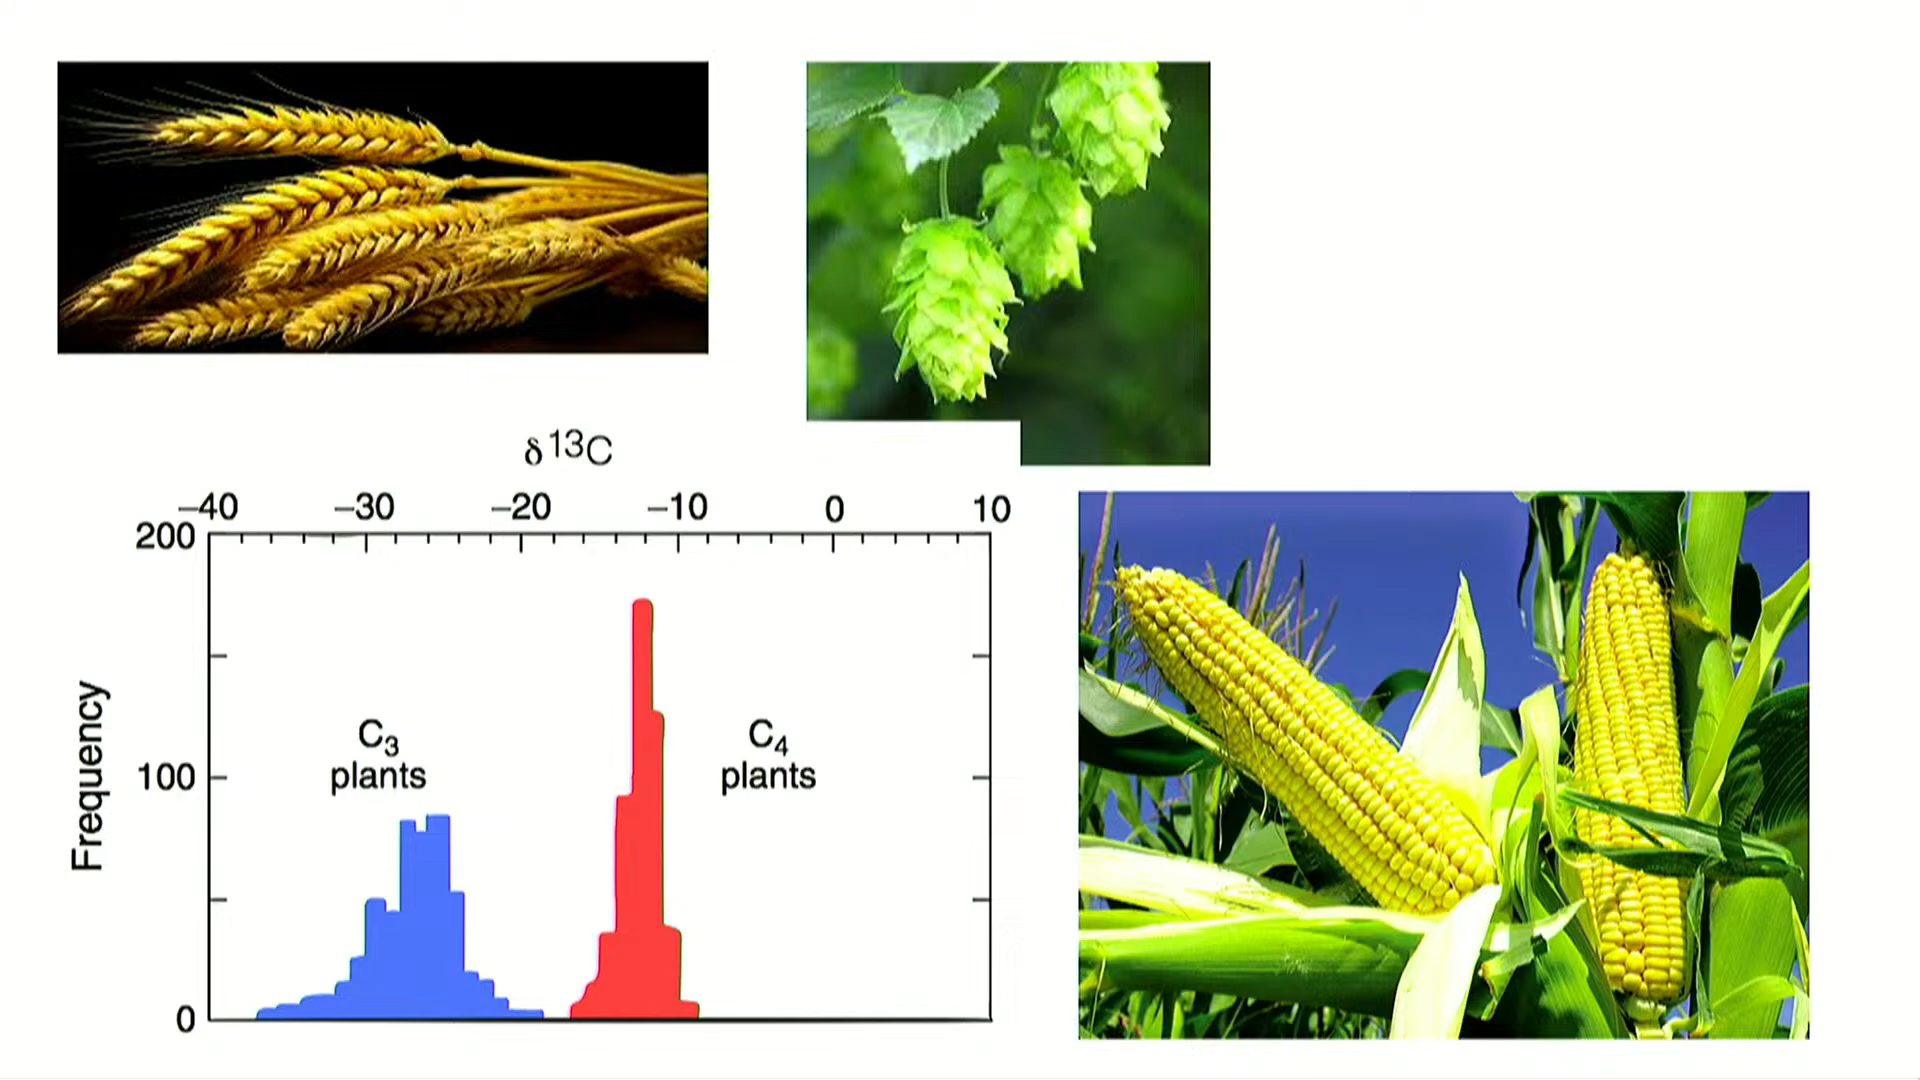 δ¹³C
–40 –30 –20 –10 0 10
200
100
0
Frequency
C₃
plants
C₄
plants